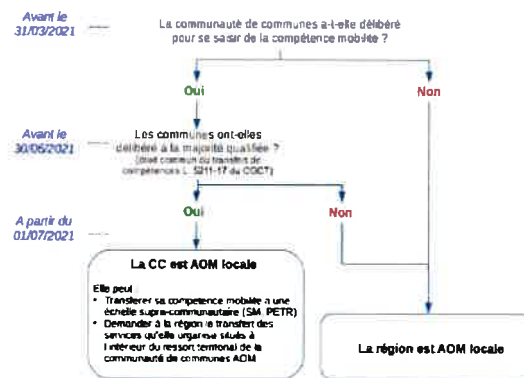 Avant le
31/03/2021
La communauté de communes a-t-elle délibéré
pour se saisir de la compétence mobilité ?
Oui
Non
Avant le
30/06/2021
Les communes ont-elles
délibéré à la majorité qualifiée ?
(droit commun du transfert de
compétences L. 5211-17 du CGCT)
Oui
Non
A partir du
01/07/2021
La CC est AOM locale
Elle peut :
• Transférer sa compétence mobilité à une
échelle supra-communautaire (SM, PETR)
• Demander à la région le transfert des
services qu'elle organise situés à
l'intérieur du ressort territorial de la
communauté de communes AOM
La région est AOM locale